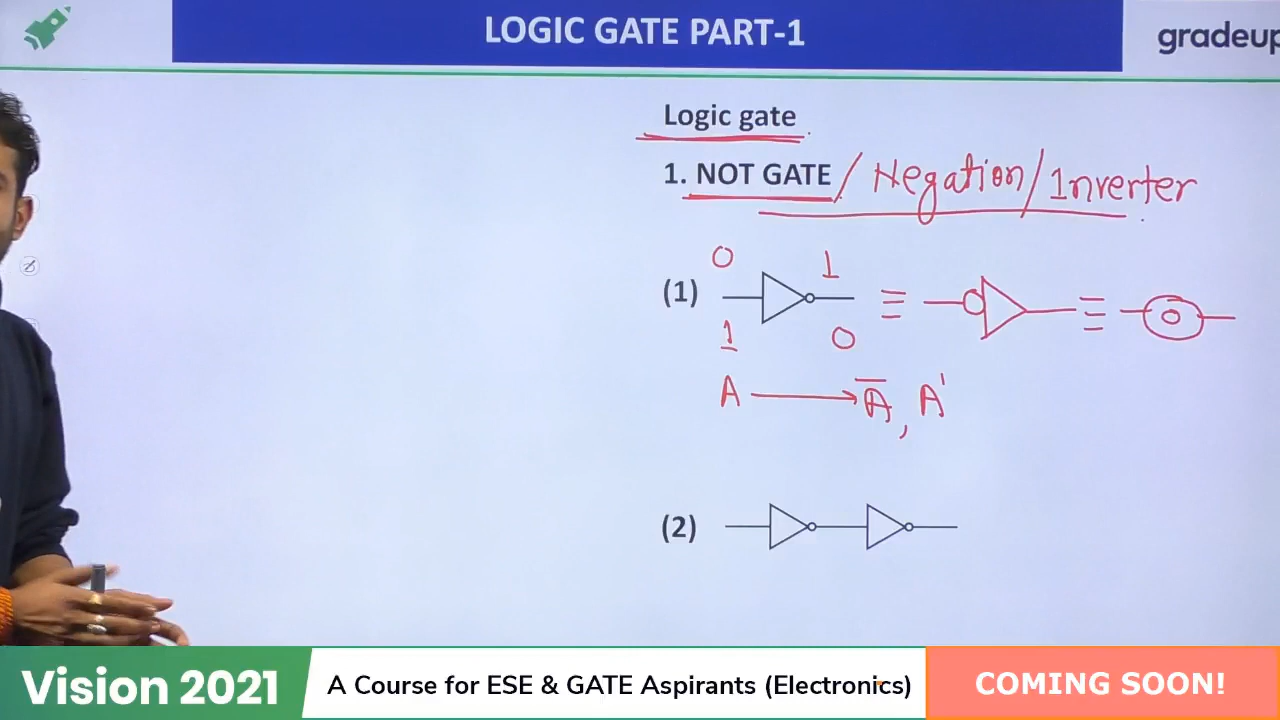 LOGIC GATE PART-1
gradeup
Logic gate
1. NOT GATE / Negation / Inverter
0 1
(1) ≡ ≡ 0
1 0
A → A̅, A'
(2)
Vision 2021
A Course for ESE & GATE Aspirants (Electronics)
COMING SOON!